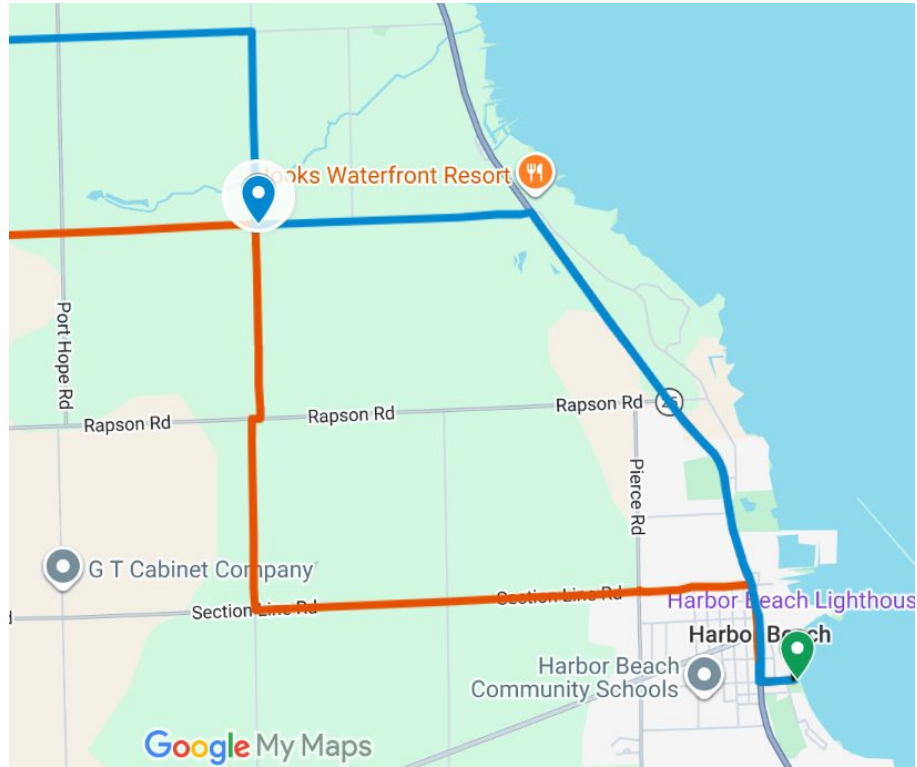 ooks Waterfront Resort
Port Hope Rd
Rapson Rd
Rapson Rd
Rapson Rd
25
Pierce Rd
G T Cabinet Company
Section Line Rd
Section Line Rd
d
Harbor Beach Lighthous
Harbor Beach
Harbor Beach
Community Schools
Google My Maps